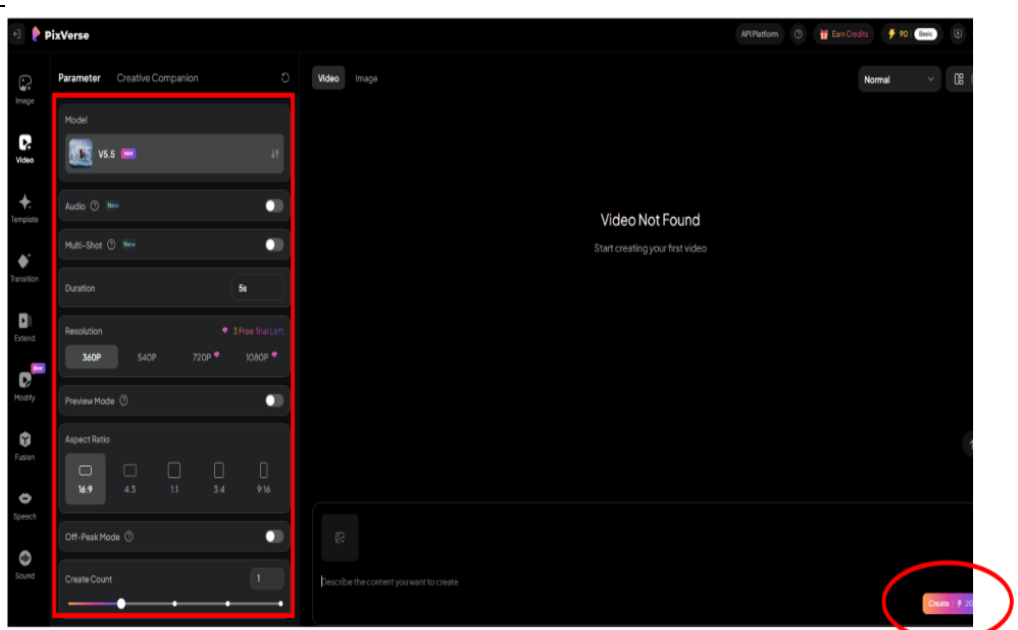 PixVerse
API Platform
Earn Credits
90
Basic
Parameter
Creative Companion
Video
Image
Normal
Image
Video
Template
Transition
Extend
New
Modify
Fusion
Speech
Sound
Model
V5.5 NEW
Audio New
Multi-Shot New
Duration
5s
Resolution
3 Free Trial Left
360P
540P
720P
1080P
Preview Mode
Aspect Ratio
16:9
4:3
1:1
3:4
9:16
Off-Peak Mode
Create Count
1
Video Not Found
Start creating your first video
Describe the content you want to create
Create 20